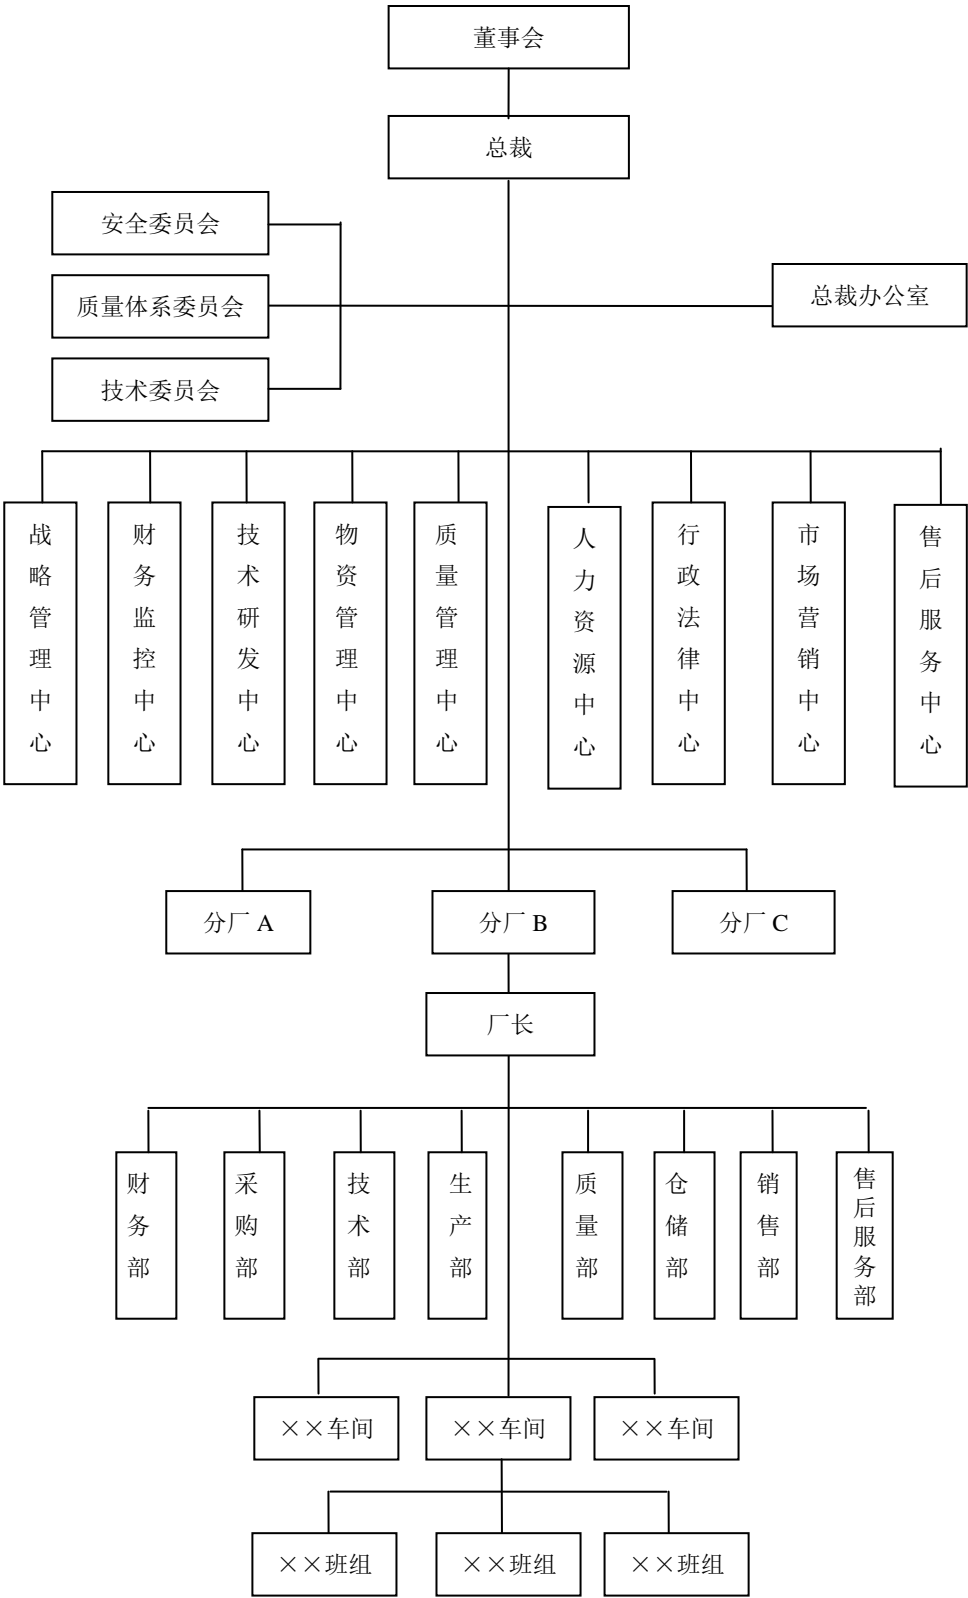 董事会
总裁
安全委员会
质量体系委员会
技术委员会
总裁办公室
战略管理中心
财务监控中心
技术研发中心
物资管理中心
质量管理中心
人力资源中心
行政法律中心
市场营销中心
售后服务中心
分厂 A
分厂 B
分厂 C
厂长
财务部
采购部
技术部
生产部
质量部
仓储部
销售部
售后服务部
××车间
××车间
××车间
××班组
××班组
××班组